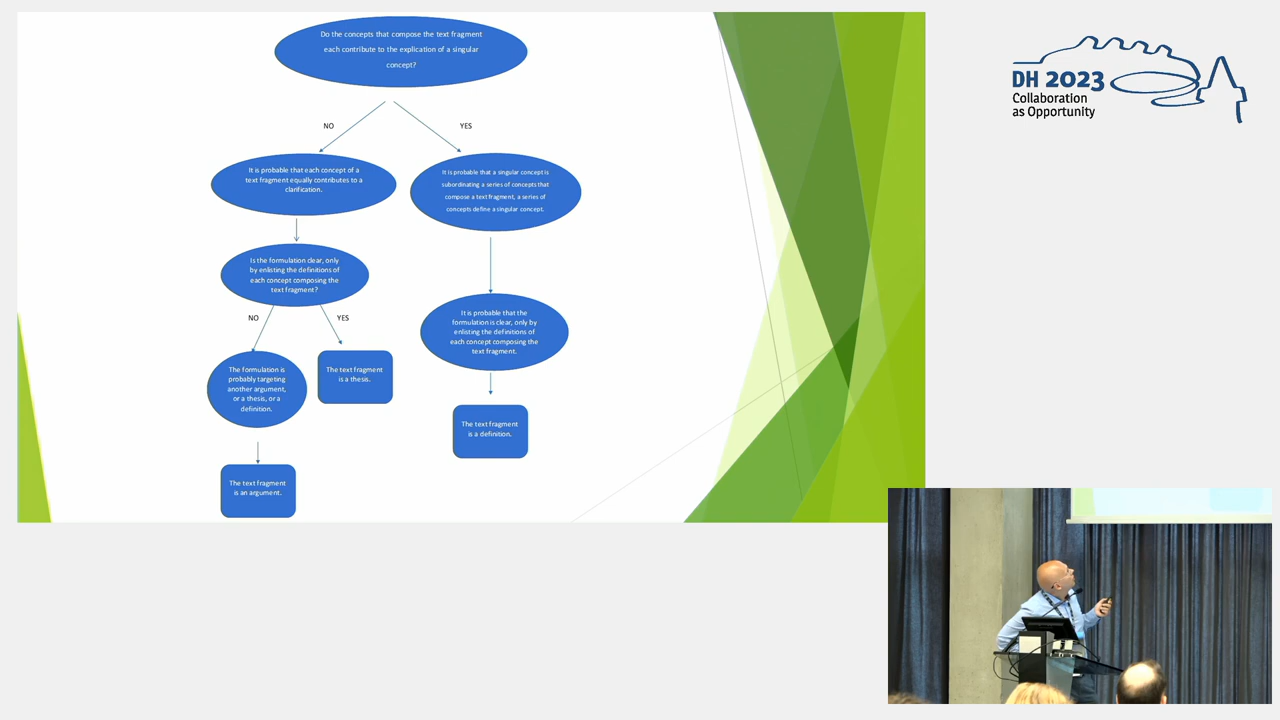 Do the concepts that compose the text fragment
each contribute to the explication of a singular
concept?
NO
YES
It is probable that each concept of a
text fragment equally contributes to a
clarification.
It is probable that a singular concept is
subordinating a series of concepts that
compose a text fragment, a series of
concepts define a singular concept.
Is the formulation clear, only
by enlisting the definitions of
each concept composing the
text fragment?
NO
YES
It is probable that the
formulation is clear, only by
enlisting the definitions of
each concept composing the
text fragment.
The formulation is
probably targeting
another argument,
or a thesis, or a
definition.
The text fragment
is a thesis.
The text fragment
is a definition.
The text fragment
is an argument.
DH 2023
Collaboration
as Opportunity